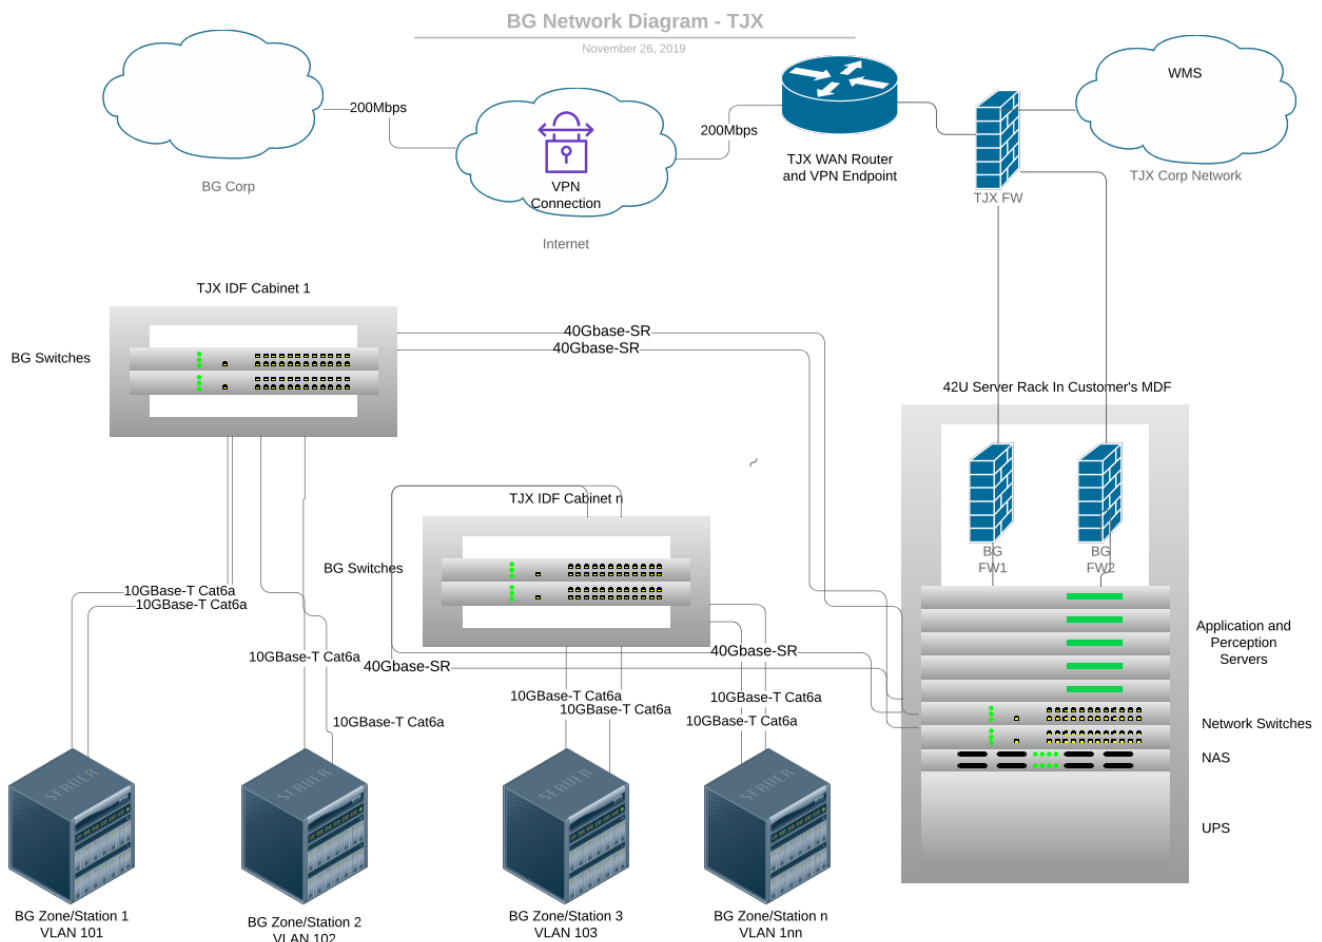 BG Network Diagram - TJX
November 26, 2019
WMS
200Mbps
200Mbps
VPN
Connection
TJX WAN Router
and VPN Endpoint
BG Corp
TJX Corp Network
TJX FW
Internet
TJX IDF Cabinet 1
BG Switches
40Gbase-SR
40Gbase-SR
42U Server Rack In Customer's MDF
TJX IDF Cabinet n
BG Switches
BG
FW1
BG
FW2
10GBase-T Cat6a
10GBase-T Cat6a
Application and
Perception
Servers
10GBase-T Cat6a
40Gbase-SR
40Gbase-SR
10GBase-T Cat6a
10GBase-T Cat6a
10GBase-T Cat6a
10GBase-T Cat6a
10GBase-T Cat6a
Network Switches
NAS
UPS
SERVER
SERVER
SERVER
SERVER
BG Zone/Station 1
VLAN 101
BG Zone/Station 2
VLAN 102
BG Zone/Station 3
VLAN 103
BG Zone/Station n
VLAN 1nn